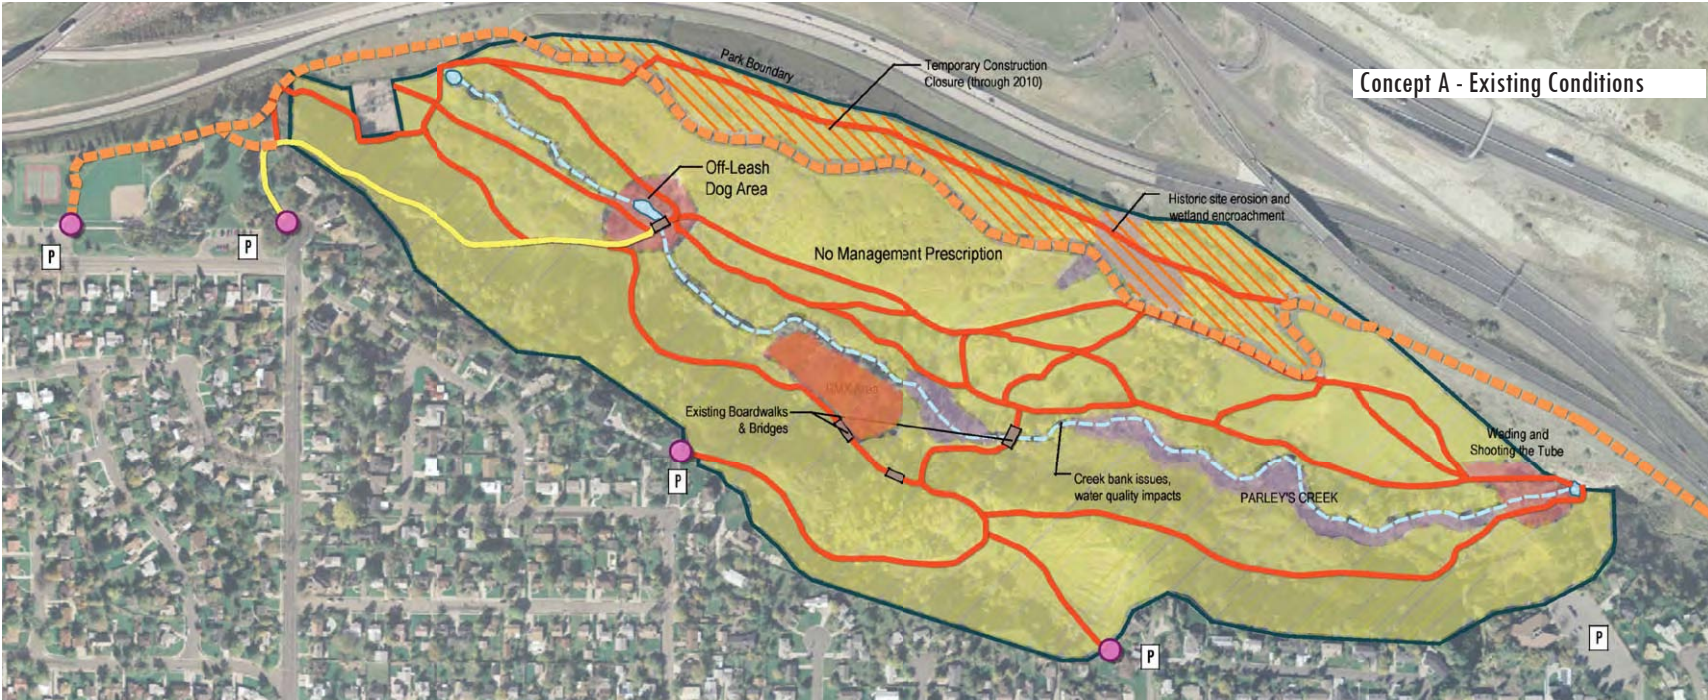 Concept A - Existing Conditions
Park Boundary
Temporary Construction
Closure (through 2010)
Off-Leash
Dog Area
Historic site erosion and
wetland encroachment
No Management Prescription
P
P
BMX Area
Existing Boardwalks
& Bridges
Wading and
Shooting the Tube
P
Creek bank issues,
water quality impacts
PARLEY'S CREEK
P
P